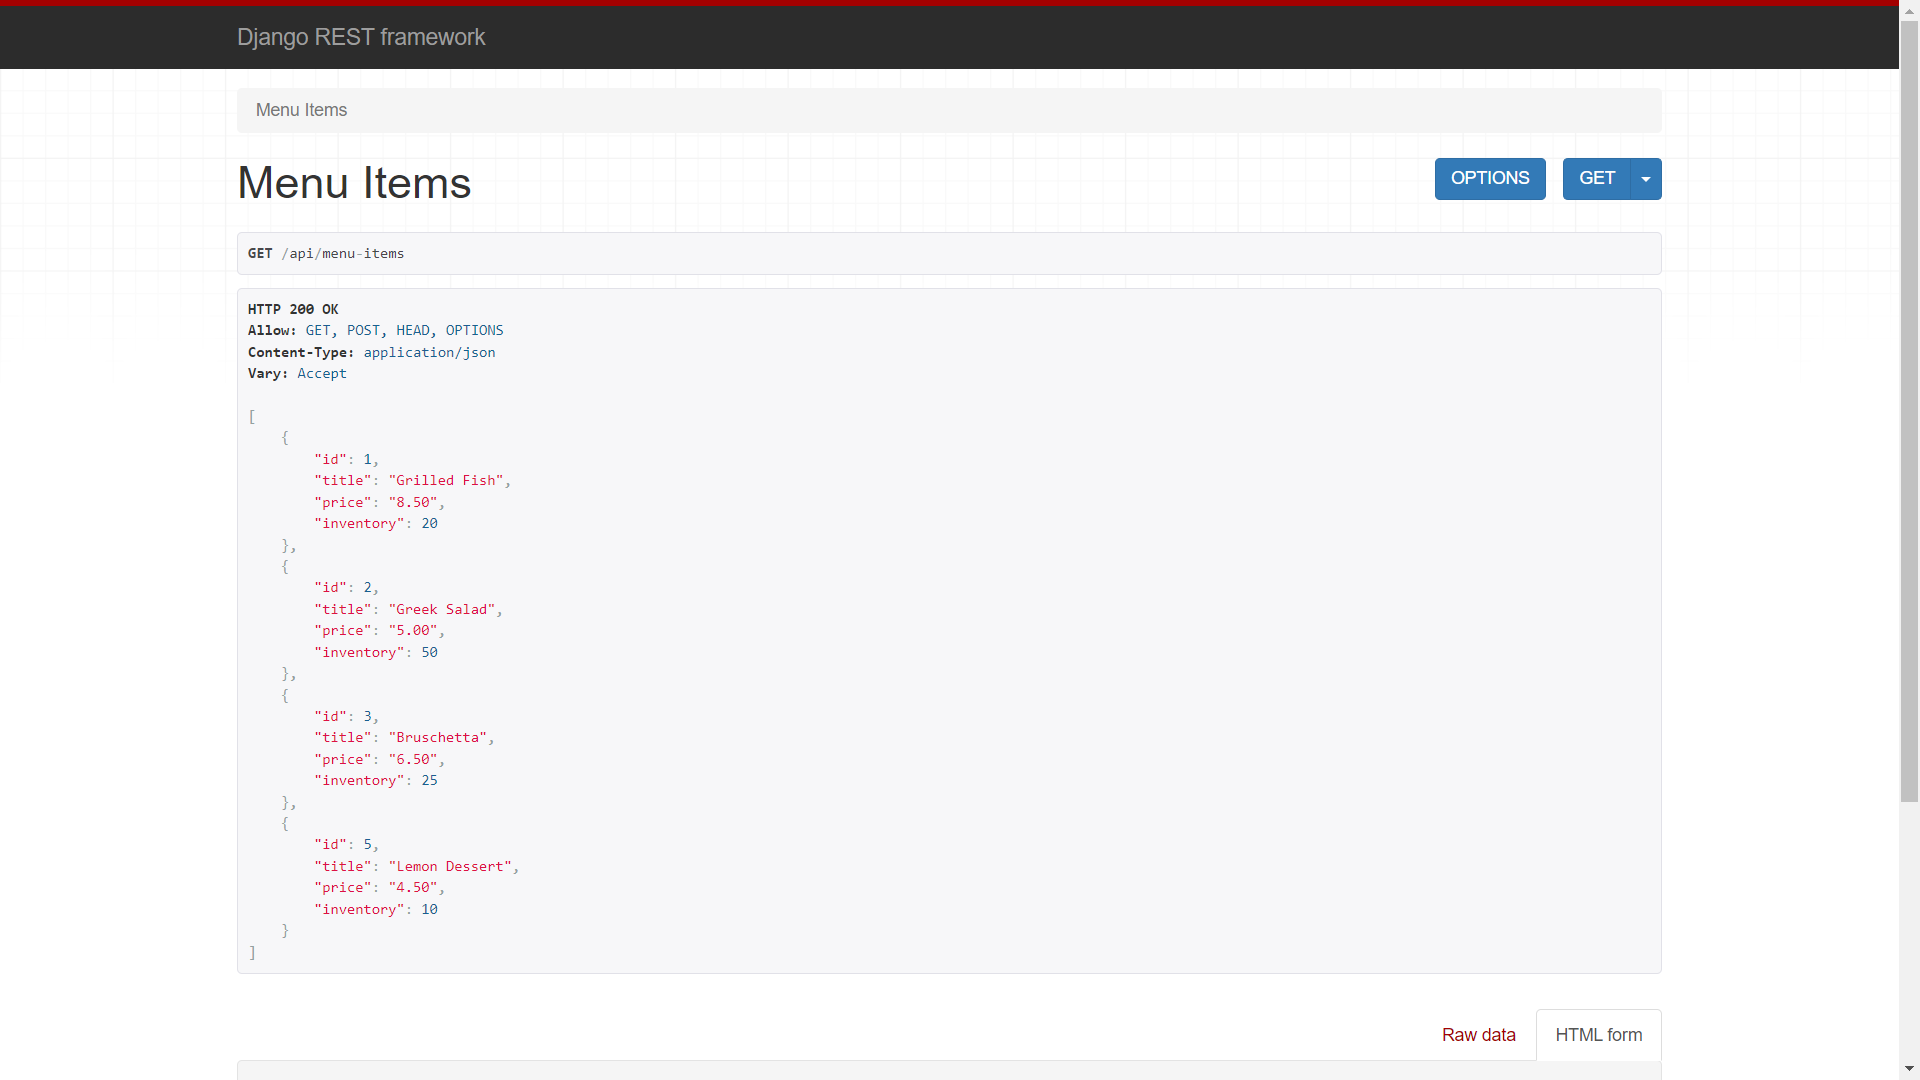 Django REST framework
Menu Items
Menu Items
OPTIONS
GET
GET /api/menu-items
HTTP 200 OK
Allow: GET, POST, HEAD, OPTIONS
Content-Type: application/json
Vary: Accept
[
    {
        "id": 1,
        "title": "Grilled Fish",
        "price": "8.50",
        "inventory": 20
    },
    {
        "id": 2,
        "title": "Greek Salad",
        "price": "5.00",
        "inventory": 50
    },
    {
        "id": 3,
        "title": "Bruschetta",
        "price": "6.50",
        "inventory": 25
    },
    {
        "id": 5,
        "title": "Lemon Dessert",
        "price": "4.50",
        "inventory": 10
    }
]
Raw data
HTML form